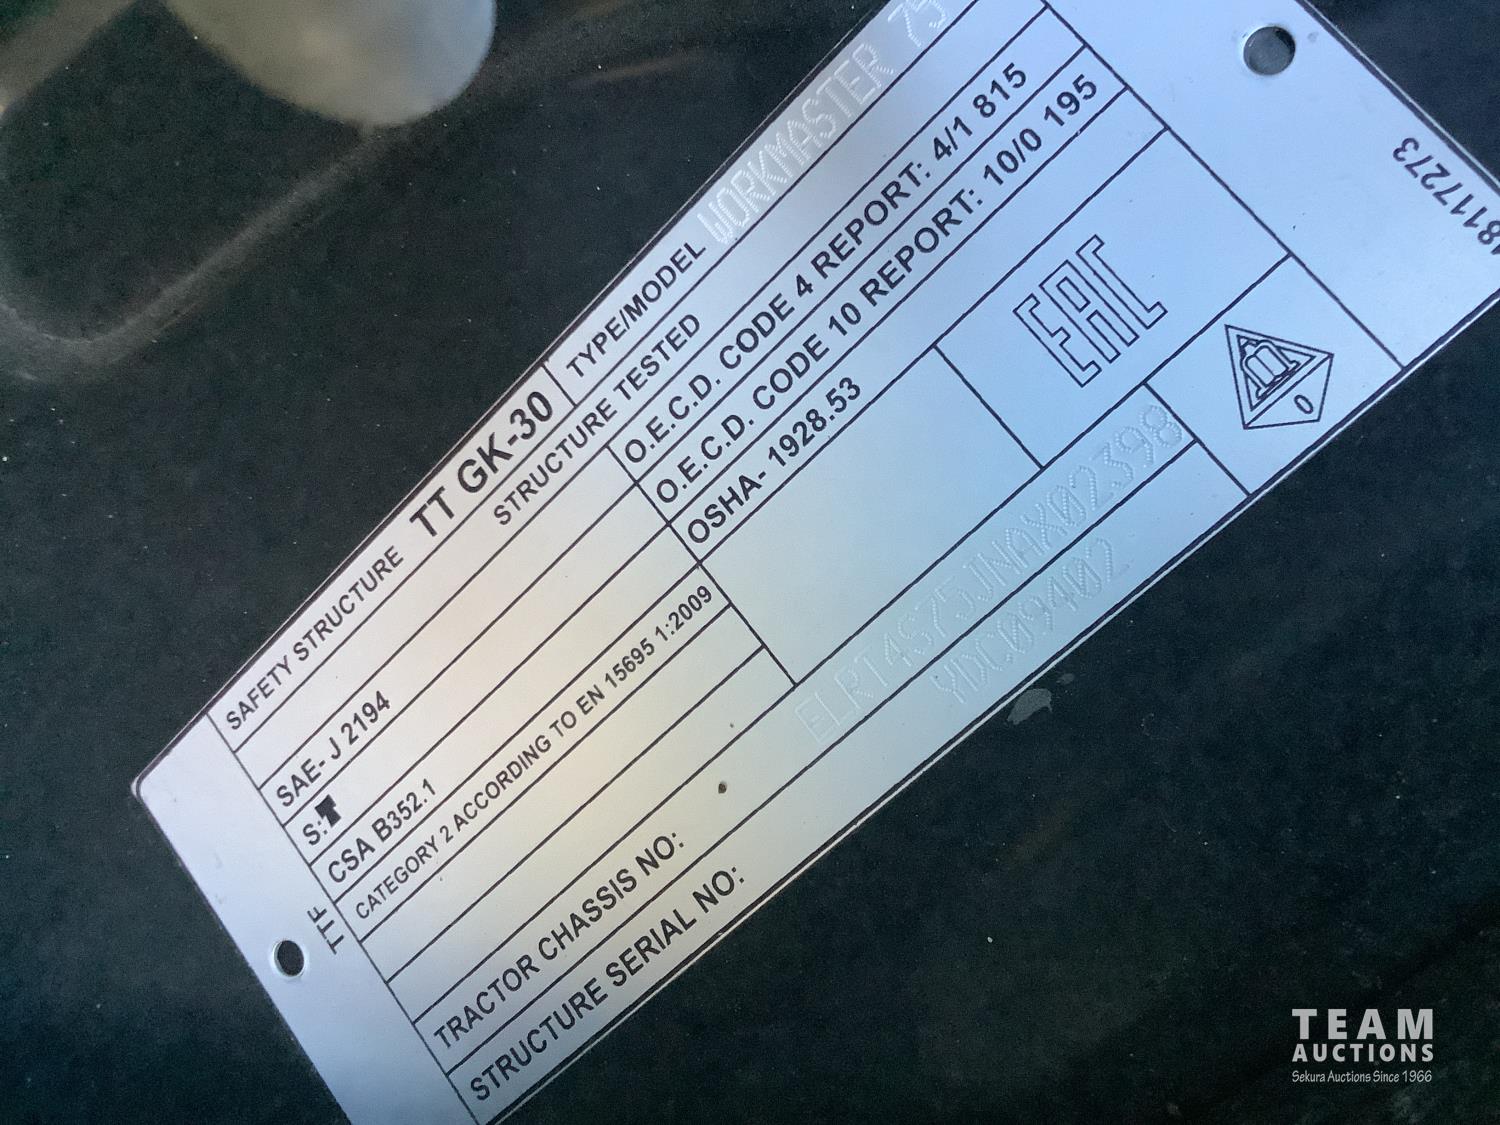 SAFETY STRUCTURE TT GK-30 TYPE/MODEL WORKMASTER 75
STRUCTURE TESTED
SAE- J 2194 O.E.C.D. CODE 4 REPORT: 4/1 815
S: O.E.C.D. CODE 10 REPORT: 10/0 195
CSA B352.1 OSHA- 1928.53
CATEGORY 2 ACCORDING TO EN 15695 1:2009
EAC
0
TRACTOR CHASSIS NO: ELRT4S75JNAX02398
STRUCTURE SERIAL NO: YDC09402
TTF
48117273
TEAM
AUCTIONS
Sekura Auctions Since 1966